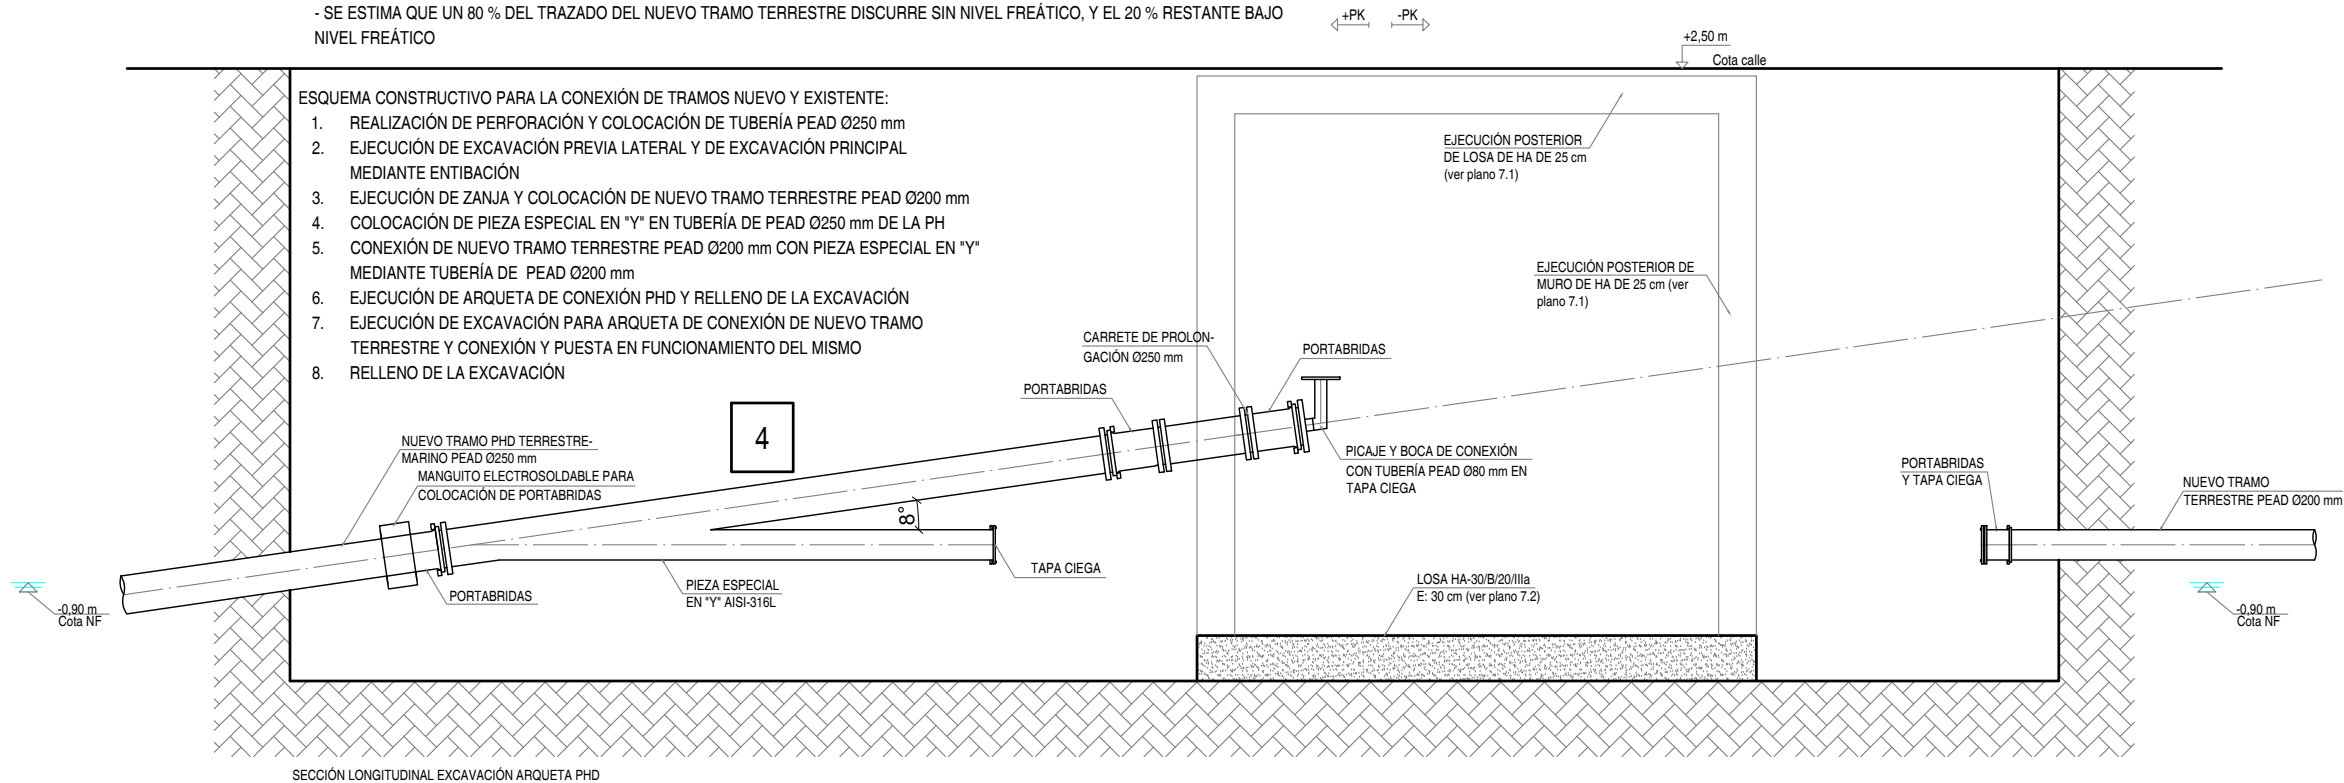 - SE ESTIMA QUE UN 80 % DEL TRAZADO DEL NUEVO TRAMO TERRESTRE DISCURRE SIN NIVEL FREÁTICO, Y EL 20 % RESTANTE BAJO
NIVEL FREÁTICO
+PK
-PK
+2,50 m
Cota calle
ESQUEMA CONSTRUCTIVO PARA LA CONEXIÓN DE TRAMOS NUEVO Y EXISTENTE:
1. REALIZACIÓN DE PERFORACIÓN Y COLOCACIÓN DE TUBERÍA PEAD Ø250 mm
2. EJECUCIÓN DE EXCAVACIÓN PREVIA LATERAL Y DE EXCAVACIÓN PRINCIPAL
MEDIANTE ENTIBACIÓN
3. EJECUCIÓN DE ZANJA Y COLOCACIÓN DE NUEVO TRAMO TERRESTRE PEAD Ø200 mm
4. COLOCACIÓN DE PIEZA ESPECIAL EN "Y" EN TUBERÍA DE PEAD Ø250 mm DE LA PH
5. CONEXIÓN DE NUEVO TRAMO TERRESTRE PEAD Ø200 mm CON PIEZA ESPECIAL EN "Y"
MEDIANTE TUBERÍA DE PEAD Ø200 mm
6. EJECUCIÓN DE ARQUETA DE CONEXIÓN PHD Y RELLENO DE LA EXCAVACIÓN
7. EJECUCIÓN DE EXCAVACIÓN PARA ARQUETA DE CONEXIÓN DE NUEVO TRAMO
TERRESTRE Y CONEXIÓN Y PUESTA EN FUNCIONAMIENTO DEL MISMO
8. RELLENO DE LA EXCAVACIÓN
EJECUCIÓN POSTERIOR
DE LOSA DE HA DE 25 cm
(ver plano 7.1)
EJECUCIÓN POSTERIOR DE
MURO DE HA DE 25 cm (ver
plano 7.1)
CARRETE DE PROLON-
GACIÓN Ø250 mm
PORTABRIDAS
PORTABRIDAS
4
NUEVO TRAMO PHD TERRESTRE-
MARINO PEAD Ø250 mm
MANGUITO ELECTROSOLDABLE PARA
COLOCACIÓN DE PORTABRIDAS
PICAJE Y BOCA DE CONEXIÓN
CON TUBERÍA PEAD Ø80 mm EN
TAPA CIEGA
PORTABRIDAS
Y TAPA CIEGA
NUEVO TRAMO
TERRESTRE PEAD Ø200 mm
8°
TAPA CIEGA
PIEZA ESPECIAL
EN "Y" AISI-316L
PORTABRIDAS
LOSA HA-30/B/20/IIIa
E: 30 cm (ver plano 7.2)
-0,90 m
Cota NF
-0,90 m
Cota NF
SECCIÓN LONGITUDINAL EXCAVACIÓN ARQUETA PHD